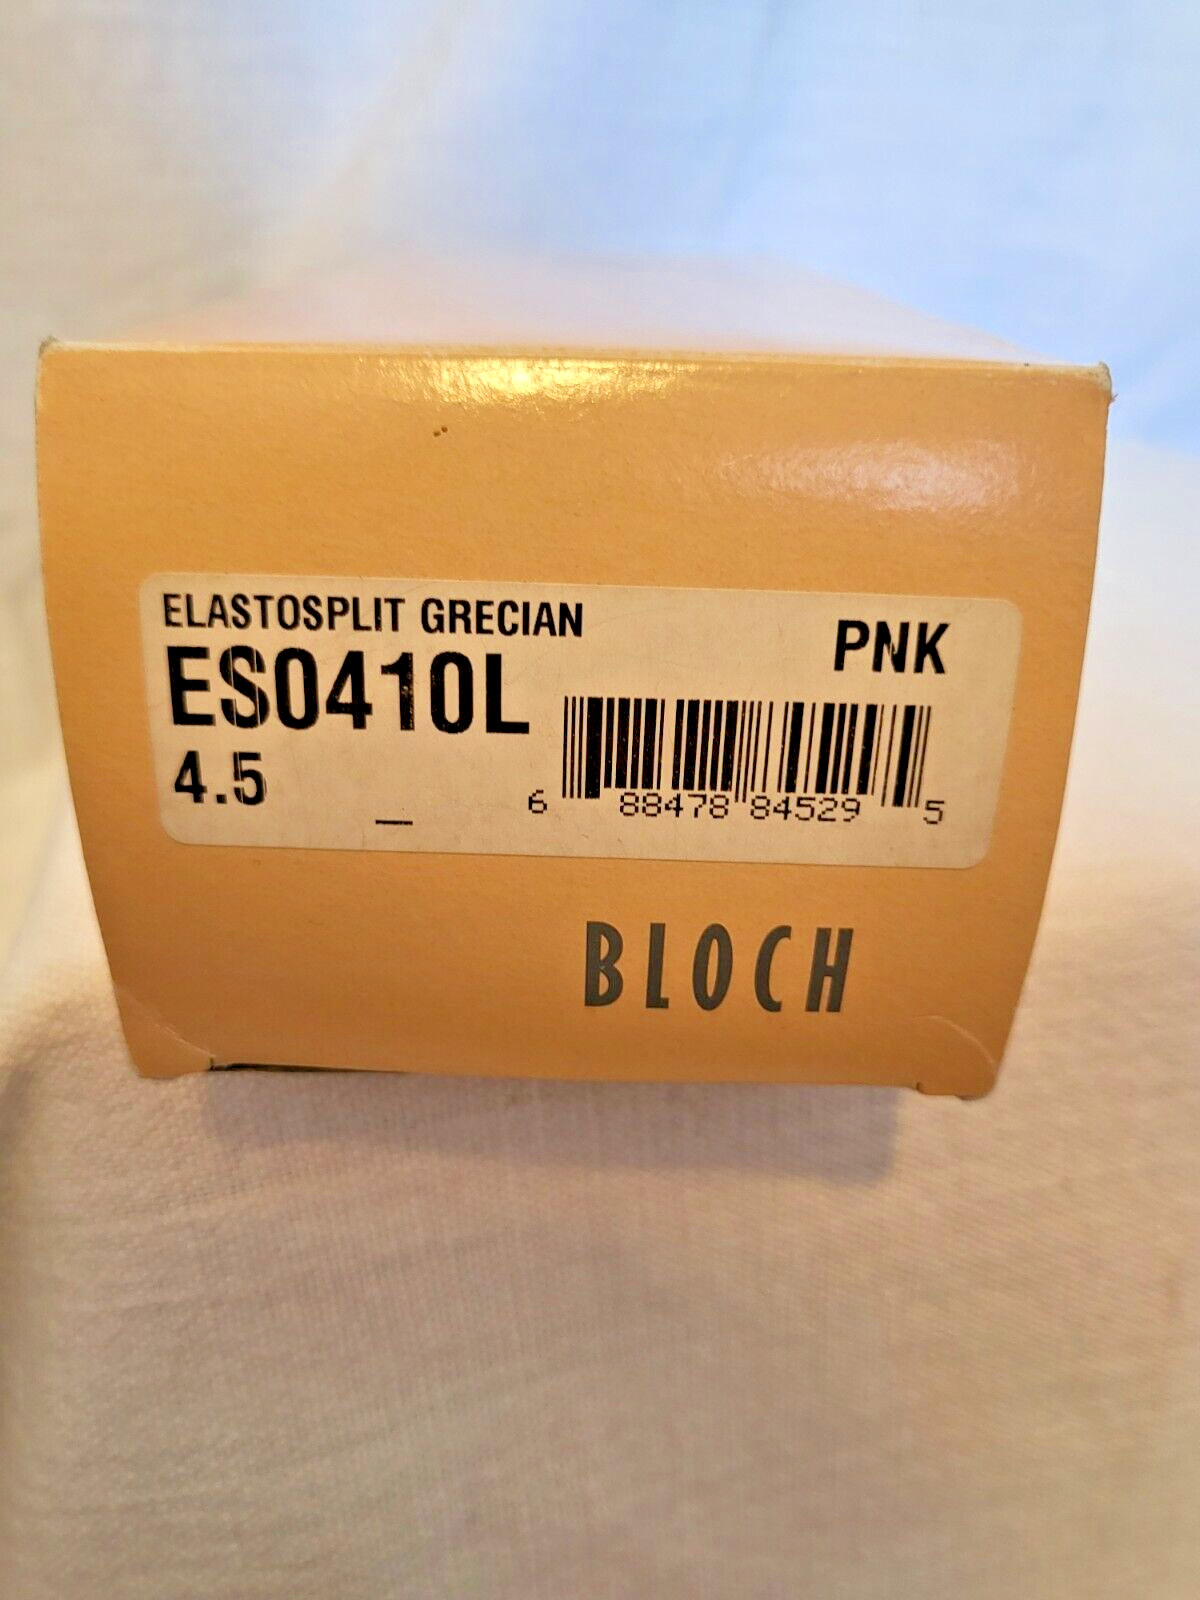 ELASTOSPLIT GRECIAN
PNK
ES0410L
4.5 _
6 88478 84529 5
BLOCH